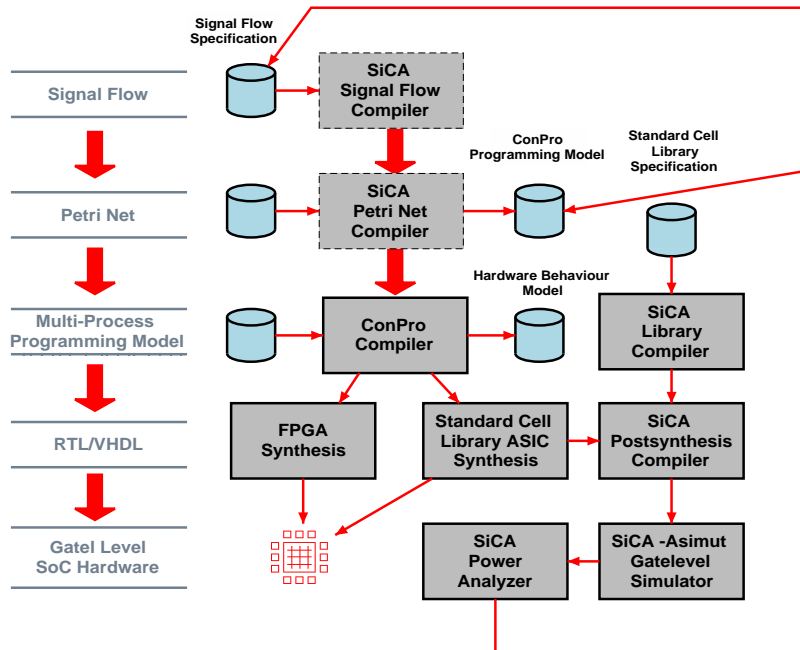 Signal Flow
Specification
SiCA
Signal Flow
Compiler
Signal Flow
ConPro
Programming Model
Standard Cell
Library
Specification
SiCA
Petri Net
Compiler
Petri Net
Hardware Behaviour
Model
Multi-Process
Programming Model
ConPro
Compiler
SiCA
Library
Compiler
RTL/VHDL
FPGA
Synthesis
Standard Cell
Library ASIC
Synthesis
SiCA
Postsynthesis
Compiler
Gatel Level
SoC Hardware
SiCA
Power
Analyzer
SiCA -Asimut
Gatelevel
Simulator